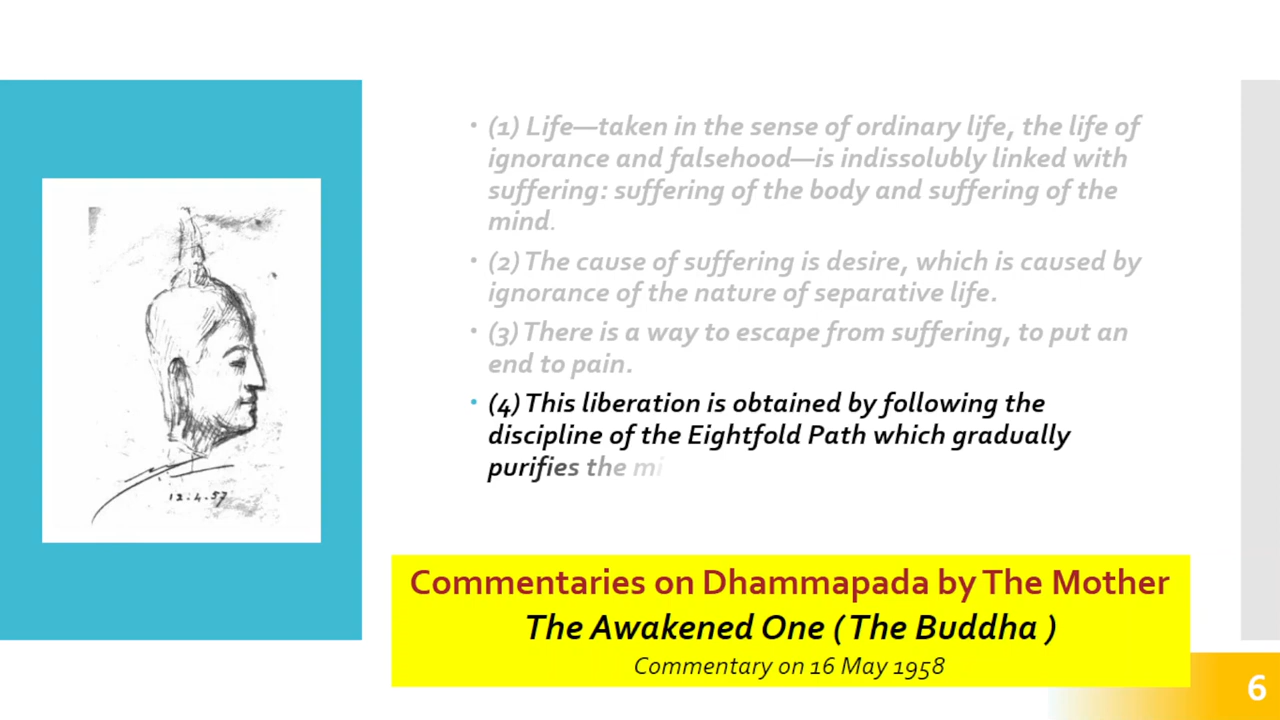 • (1) Life—taken in the sense of ordinary life, the life of
ignorance and falsehood—is indissolubly linked with
suffering: suffering of the body and suffering of the
mind.
• (2) The cause of suffering is desire, which is caused by
ignorance of the nature of separative life.
• (3) There is a way to escape from suffering, to put an
end to pain.
• (4) This liberation is obtained by following the
discipline of the Eightfold Path which gradually
purifies the mi
12.4.57
Commentaries on Dhammapada by The Mother
The Awakened One ( The Buddha )
Commentary on 16 May 1958
6